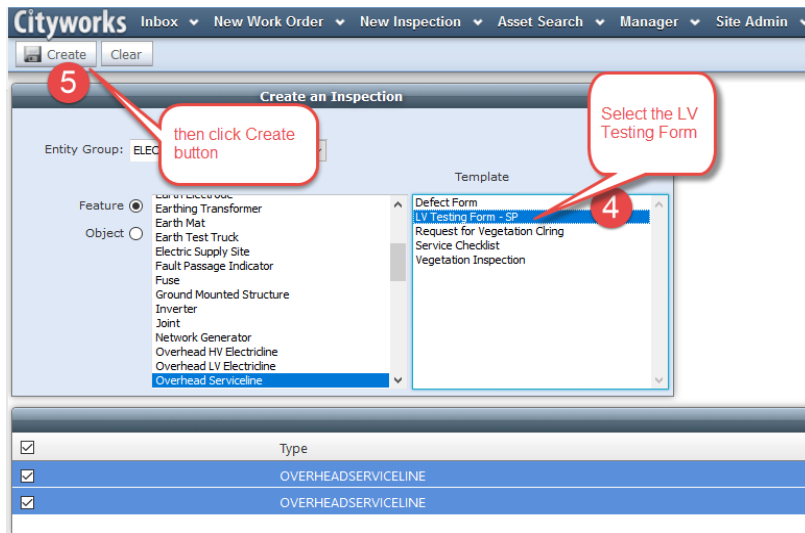 Cityworks Inbox New Work Order New Inspection Asset Search Manager Site Admin
Create Clear
5
Create an Inspection
then click Create
button
Select the LV
Testing Form
Entity Group: ELEC
Template
Feature
Object
Earth Electrode
Earthing Transformer
Earth Mat
Earth Test Truck
Electric Supply Site
Fault Passage Indicator
Fuse
Ground Mounted Structure
Inverter
Joint
Network Generator
Overhead HV Electricline
Overhead LV Electricline
Overhead Serviceline
Defect Form
LV Testing Form - SP
Request for Vegetation Clring
Service Checklist
Vegetation Inspection
4
Type
OVERHEADSERVICELINE
OVERHEADSERVICELINE